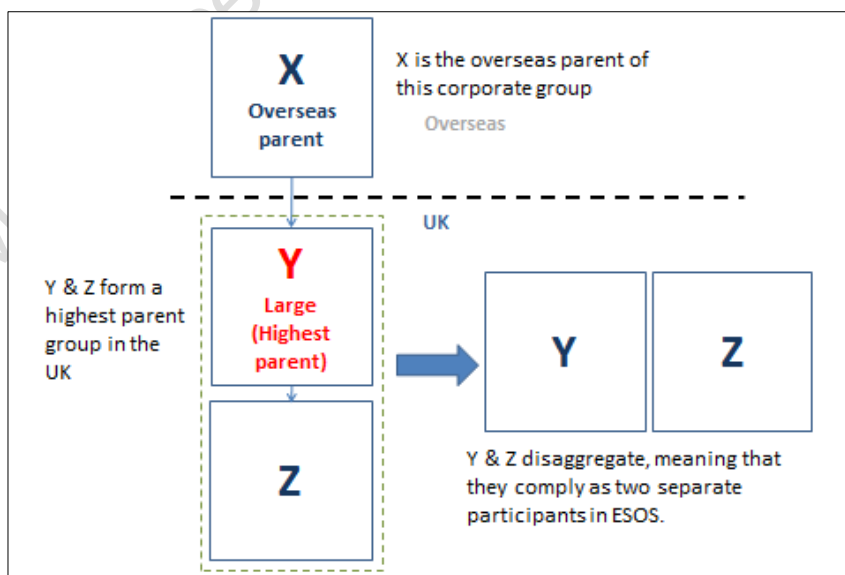 X
Overseas
parent
X is the overseas parent of
this corporate group
Overseas
UK
Y & Z form a
highest parent
group in the
UK
Y
Large
(Highest
parent)
Z
Y
Z
Y & Z disaggregate, meaning that
they comply as two separate
participants in ESOS.